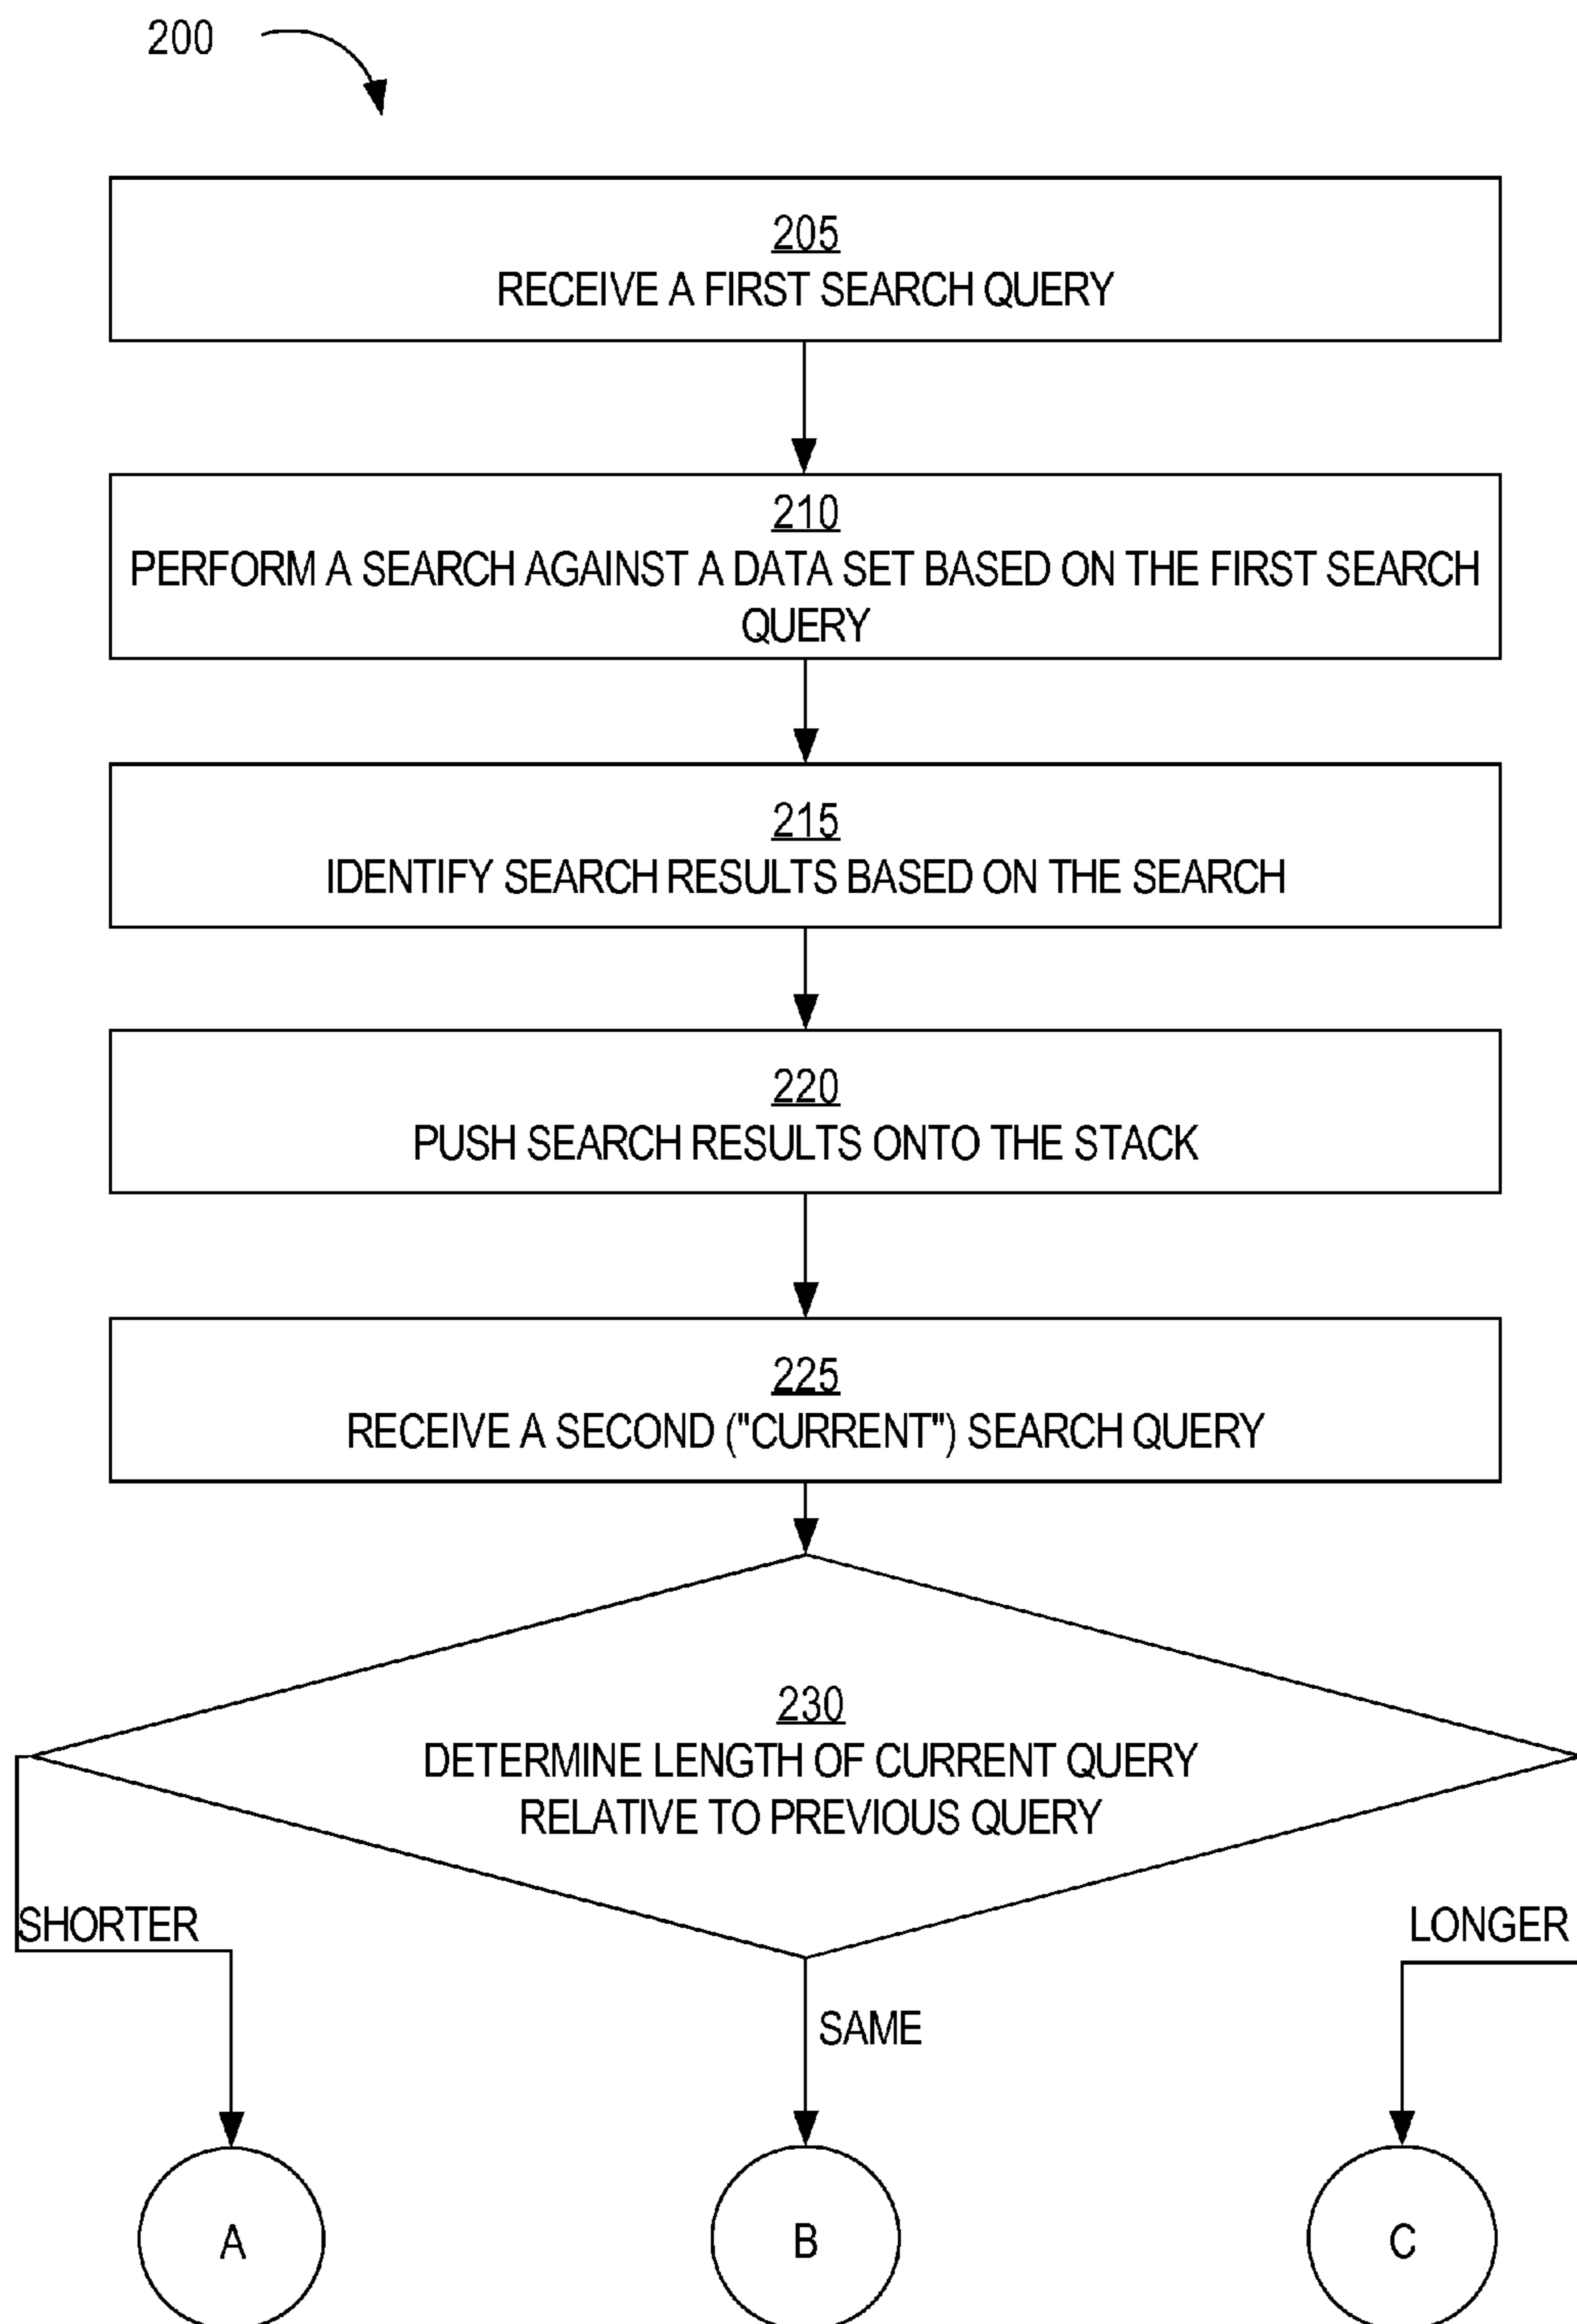 200
205
RECEIVE A FIRST SEARCH QUERY
210
PERFORM A SEARCH AGAINST A DATA SET BASED ON THE FIRST SEARCH
QUERY
215
IDENTIFY SEARCH RESULTS BASED ON THE SEARCH
220
PUSH SEARCH RESULTS ONTO THE STACK
225
RECEIVE A SECOND ("CURRENT") SEARCH QUERY
230
DETERMINE LENGTH OF CURRENT QUERY
RELATIVE TO PREVIOUS QUERY
SHORTER
LONGER
SAME
A
B
C